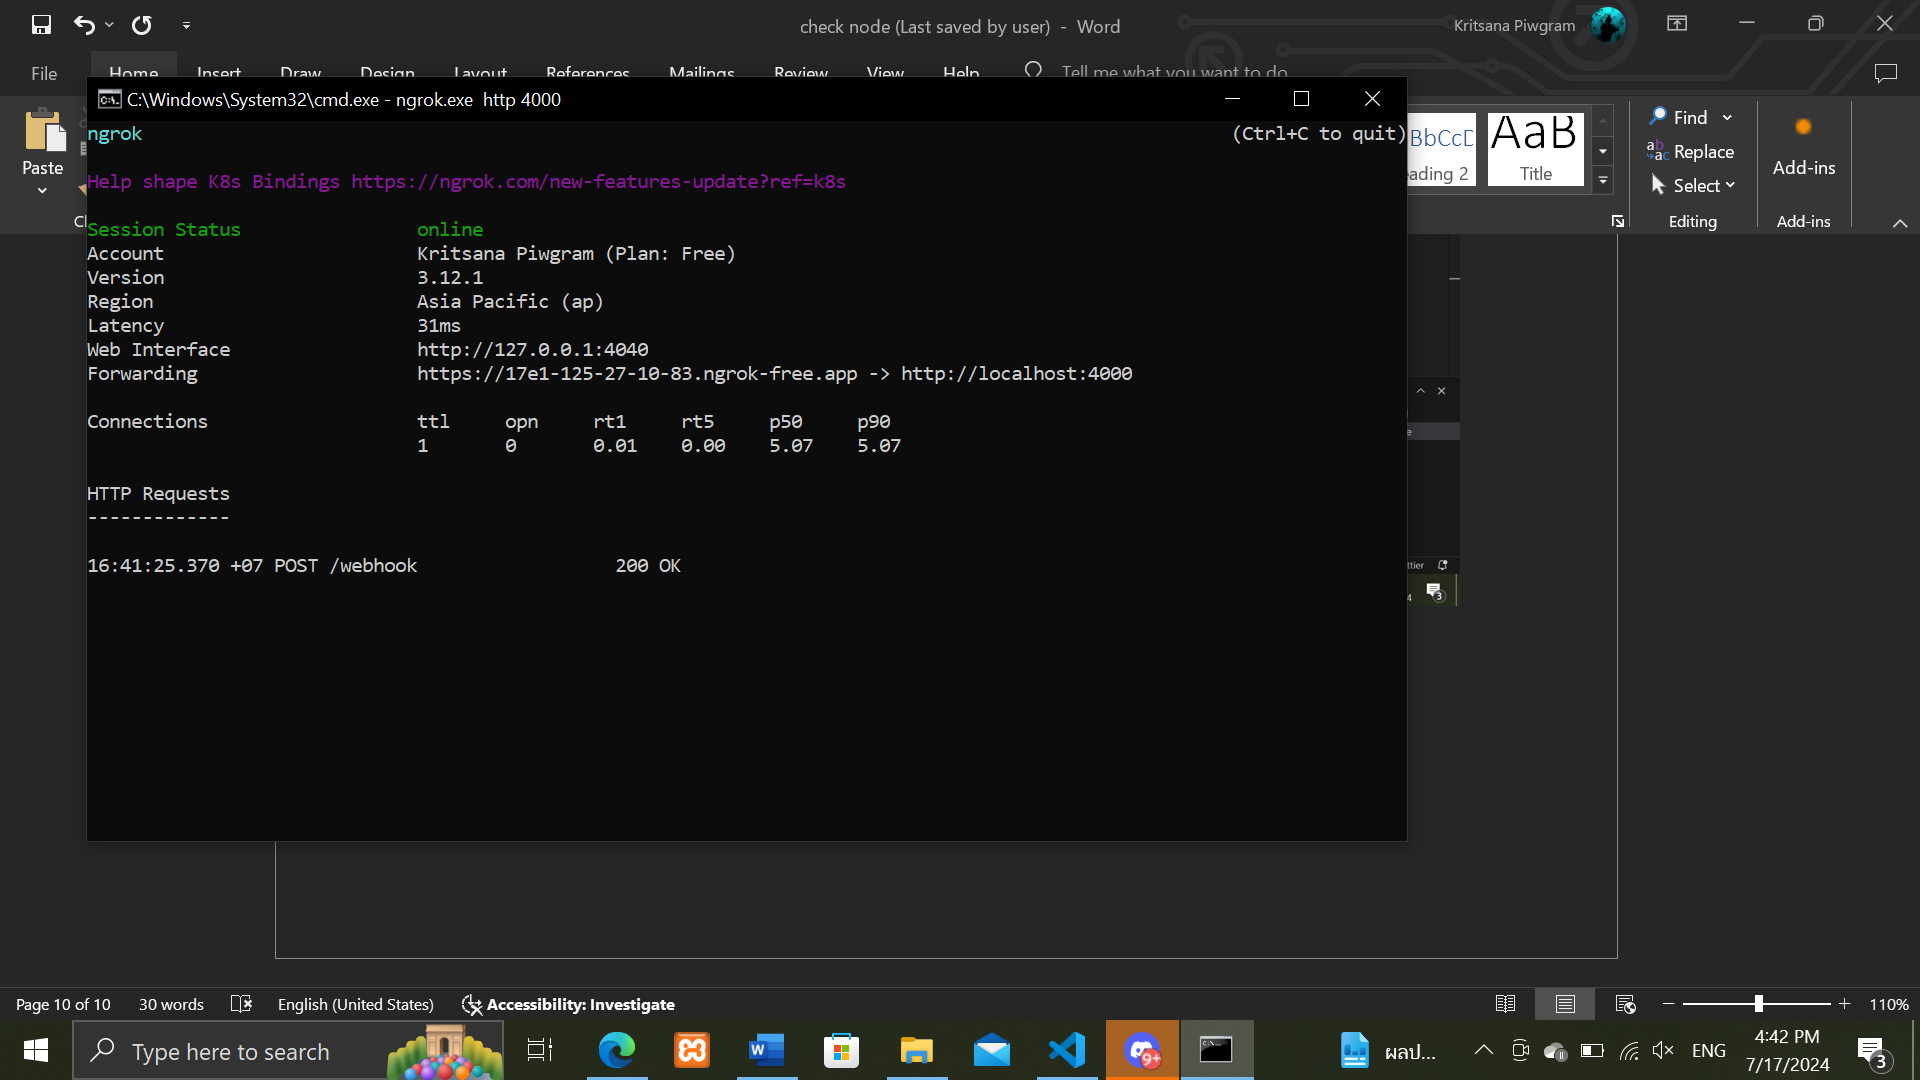 check node (Last saved by user) - Word
Kritsana Piwgram
File
Home
Insert
Draw
Design
Layout
References
Mailings
Review
View
Help
Tell me what you want to do
C:\Windows\System32\cmd.exe - ngrok.exe http 4000
ngrok
(Ctrl+C to quit)
Help shape K8s Bindings https://ngrok.com/new-features-update?ref=k8s
Session Status online
Account Kritsana Piwgram (Plan: Free)
Version 3.12.1
Region Asia Pacific (ap)
Latency 31ms
Web Interface http://127.0.0.1:4040
Forwarding https://17e1-125-27-10-83.ngrok-free.app -> http://localhost:4000
Connections ttl opn rt1 rt5 p50 p90
1 0 0.01 0.00 5.07 5.07
HTTP Requests
-------------
16:41:25.370 +07 POST /webhook 200 OK
Paste
BbCcD
eading 2
AaB
Title
Find
Replace
Select
Editing
Add-ins
Add-ins
Page 10 of 10
30 words
English (United States)
Accessibility: Investigate
110%
Type here to search
9+
ผลป...
ENG
4:42 PM
7/17/2024
3